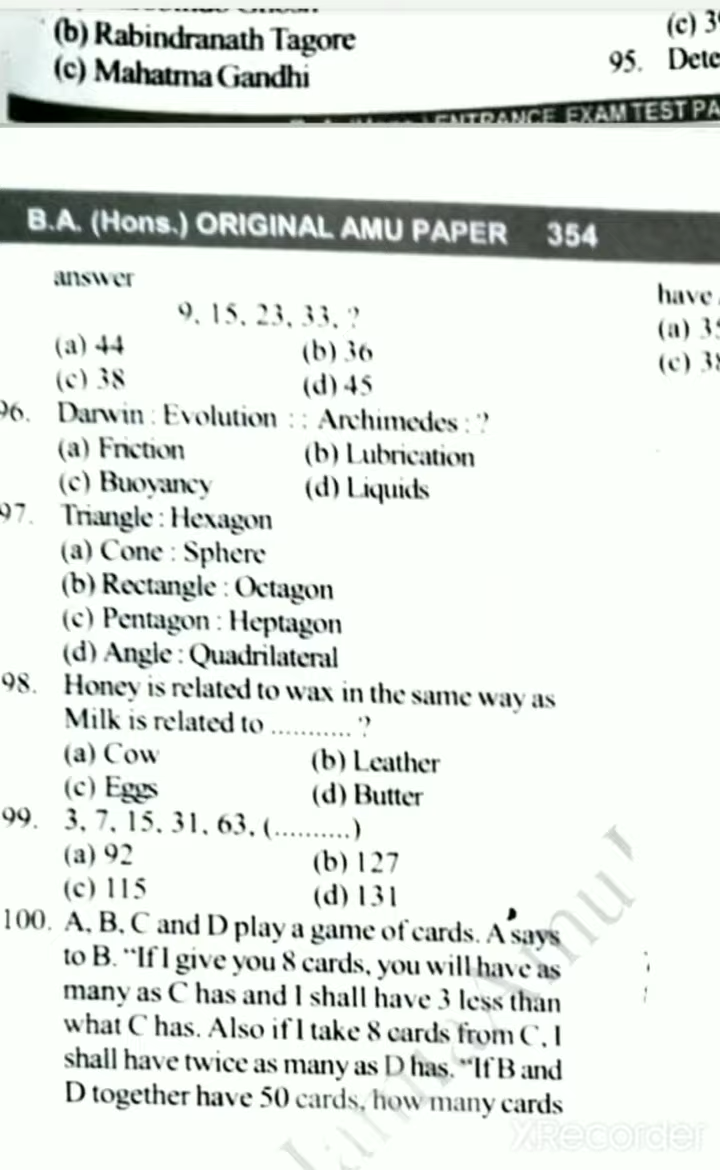 (b) Rabindranath Tagore
(c) Mahatma Gandhi
(c) 3
95. Dete
ENTRANCE EXAM TEST PA
B.A. (Hons.) ORIGINAL AMU PAPER 354
answer
9, 15, 23, 33, ?
(a) 44 (b) 36
(c) 38 (d) 45
96. Darwin : Evolution : : Archimedes : ?
(a) Friction (b) Lubrication
(c) Buoyancy (d) Liquids
97. Triangle : Hexagon
(a) Cone : Sphere
(b) Rectangle : Octagon
(c) Pentagon : Heptagon
(d) Angle : Quadrilateral
98. Honey is related to wax in the same way as
Milk is related to ........... ?
(a) Cow (b) Leather
(c) Eggs (d) Butter
99. 3, 7, 15, 31, 63, (..........)
(a) 92 (b) 127
(c) 115 (d) 131
100. A, B, C and D play a game of cards. A says
to B. “If I give you 8 cards, you will have as
many as C has and I shall have 3 less than
what C has. Also if I take 8 cards from C, I
shall have twice as many as D has. “If B and
D together have 50 cards, how many cards
have
(a) 3
(c) 3
XRecorder